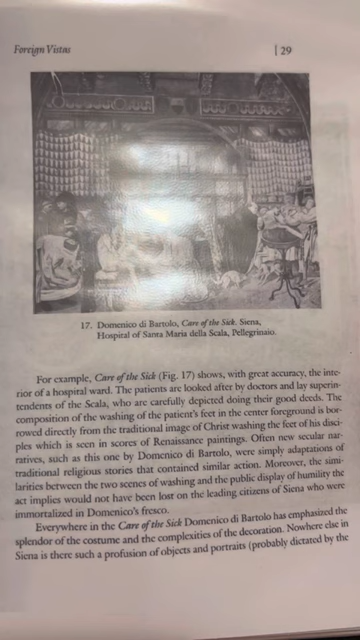 Foreign Vistas | 29
17. Domenico di Bartolo, Care of the Sick. Siena,
Hospital of Santa Maria della Scala, Pellegrinaio.
For example, Care of the Sick (Fig. 17) shows, with great accuracy, the inte-
rior of a hospital ward. The patients are looked after by doctors and lay superin-
tendents of the Scala, who are carefully depicted doing their good deeds. The
composition of the washing of the patient's feet in the center foreground is bor-
rowed directly from the traditional image of Christ washing the feet of his disci-
ples which is seen in scores of Renaissance paintings. Often new secular nar-
ratives, such as this one by Domenico di Bartolo, were simply adaptations of
traditional religious stories that contained similar action. Moreover, the simi-
larities between the two scenes of washing and the public display of humility the
act implies would not have been lost on the leading citizens of Siena who were
immortalized in Domenico's fresco.
Everywhere in the Care of the Sick Domenico di Bartolo has emphasized the
splendor of the costume and the complexities of the decoration. Nowhere else in
Siena is there such a profusion of objects and portraits (probably dictated by the